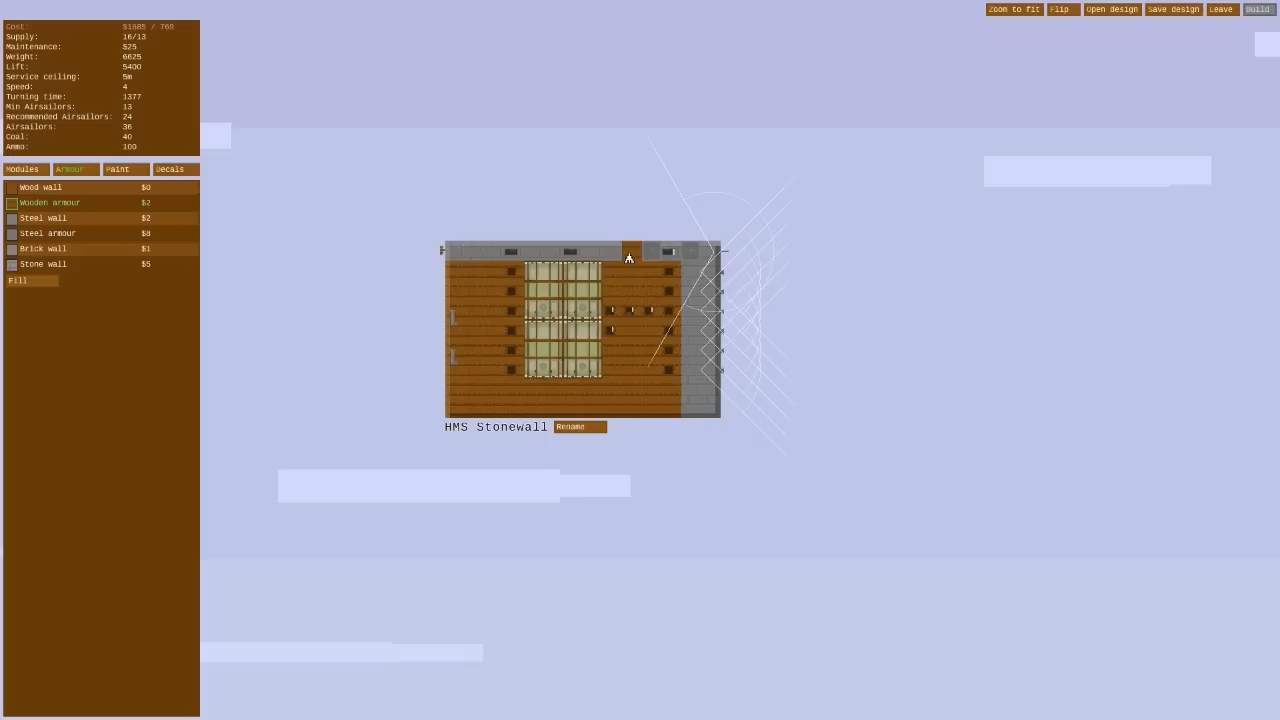 Zoom to fit Flip Open design Save design Leave Build
Cost: $1685 / 769
Supply: 16/13
Maintenance: $25
Weight: 6625
Lift: 5400
Service ceiling: 5m
Speed: 4
Turning time: 1377
Min Airsailors: 13
Recommended Airsailors: 24
Airsailors: 36
Coal: 40
Ammo: 100
Modules Armour Paint Decals
Wood wall $0
Wooden armour $2
Steel wall $2
Steel armour $8
Brick wall $1
Stone wall $5
Fill
HMS Stonewall Rename